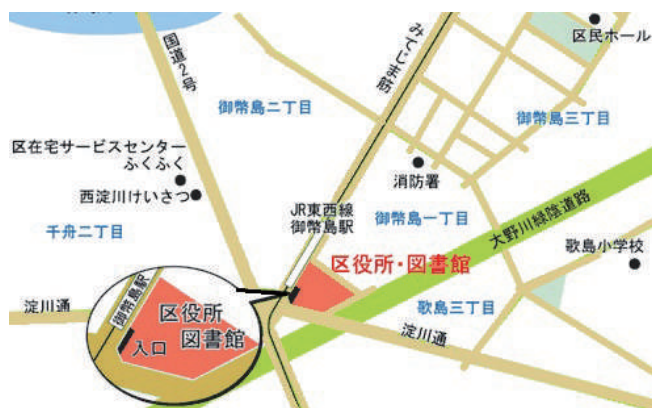 区民ホール
国道2号
みてじま筋
御幣島二丁目
御幣島三丁目
区在宅サービスセンター
ふくふく
消防署
西淀川けいさつ
JR東西線
御幣島駅
御幣島一丁目
大野川緑陰道路
千舟二丁目
歌島小学校
区役所・図書館
御幣島駅
淀川通
区役所
図書館
入口
歌島三丁目
淀川通